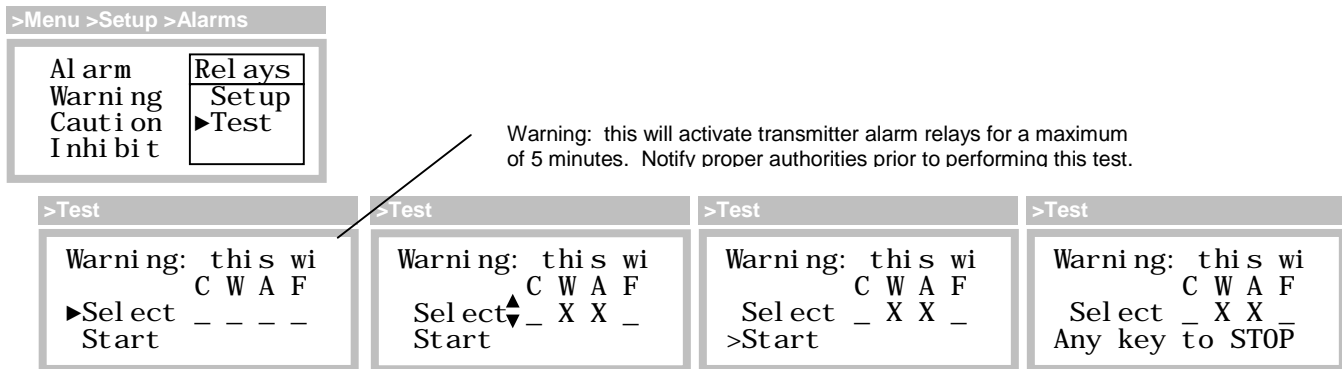 >Menu >Setup >Alarms
Alarm
Warning
Caution
Inhibit
Relays
Setup
►Test
Warning: this will activate transmitter alarm relays for a maximum
of 5 minutes. Notify proper authorities prior to performing this test.
>Test
Warning: this wi
C W A F
►Select _ _ _ _
Start
>Test
Warning: this wi
C W A F
Select _ X X _
Start
>Test
Warning: this wi
C W A F
Select _ X X _
>Start
>Test
Warning: this wi
C W A F
Select _ X X _
Any key to STOP